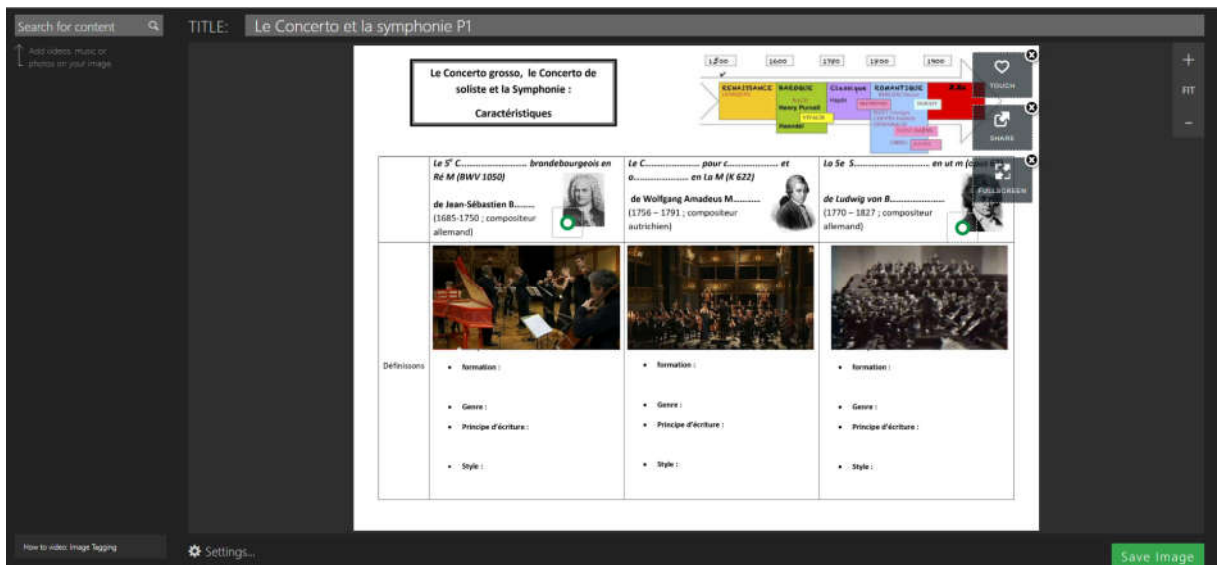 Search for content
Add videos, music or
photos on your image.
TITLE: Le Concerto et la symphonie P1
+
FIT
-
TOUCH
SHARE
FULLSCREEN
Le Concerto grosso, le Concerto de
soliste et la Symphonie :
Caractéristiques
1500 1600 1750 1800 1900
RENAISSANCE BAROQUE Classique ROMANTIQUE
Henry Purcell
Haydn
VIVALDI
Haendel
Le 5e C........................... brandebourgeois en
Ré M (BWV 1050)
de Jean-Sébastien B.........
(1685-1750 ; compositeur
allemand)
Le C.................... pour c.................... et
o.................... en La M (K 622)
de Wolfgang Amadeus M...........
(1756 – 1791 ; compositeur
autrichien)
La 5e S............................. en ut m
de Ludwig von B...............
(1770 – 1827 ; compositeur
allemand)
Définissons
• formation :
• Genre :
• Principe d'écriture :
• Style :
• formation :
• Genre :
• Principe d'écriture :
• Style :
• formation :
• Genre :
• Principe d'écriture :
• Style :
How to video: Image Tagging
Settings...
Save Image